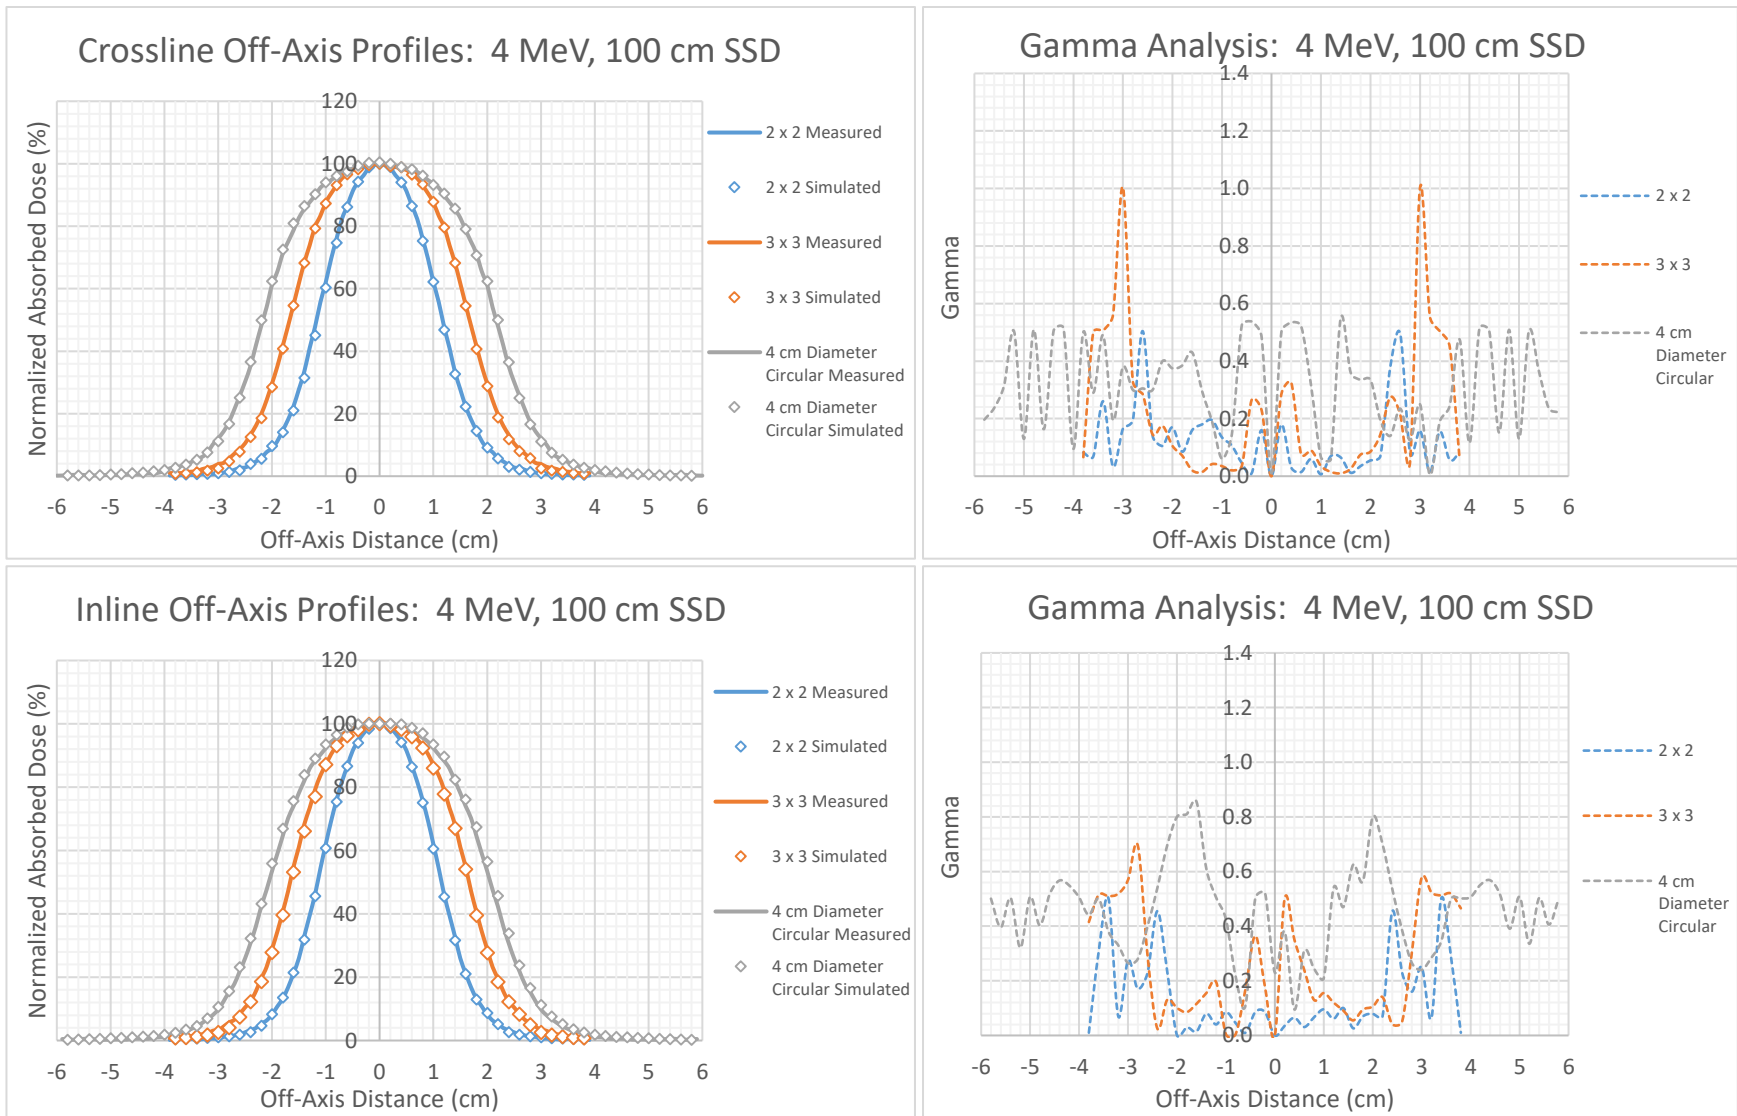 Crossline Off-Axis Profiles:  4 MeV, 100 cm SSD
Normalized Absorbed Dose (%)
120
100
80
60
40
20
0
-6 -5 -4 -3 -2 -1 0 1 2 3 4 5 6
Off-Axis Distance (cm)
2 x 2 Measured
2 x 2 Simulated
3 x 3 Measured
3 x 3 Simulated
4 cm Diameter
Circular Measured
4 cm Diameter
Circular Simulated
Gamma Analysis:  4 MeV, 100 cm SSD
Gamma
1.4
1.2
1.0
0.8
0.6
0.4
0.2
0.0
-6 -5 -4 -3 -2 -1 0 1 2 3 4 5 6
Off-Axis Distance (cm)
2 x 2
3 x 3
4 cm
Diameter
Circular
Inline Off-Axis Profiles:  4 MeV, 100 cm SSD
Normalized Absorbed Dose (%)
120
100
80
60
40
20
0
-6 -5 -4 -3 -2 -1 0 1 2 3 4 5 6
Off-Axis Distance (cm)
2 x 2 Measured
2 x 2 Simulated
3 x 3 Measured
3 x 3 Simulated
4 cm Diameter
Circular Measured
4 cm Diameter
Circular Simulated
Gamma Analysis:  4 MeV, 100 cm SSD
Gamma
1.4
1.2
1.0
0.8
0.6
0.4
0.2
0.0
-6 -5 -4 -3 -2 -1 0 1 2 3 4 5 6
Off-Axis Distance (cm)
2 x 2
3 x 3
4 cm
Diameter
Circular